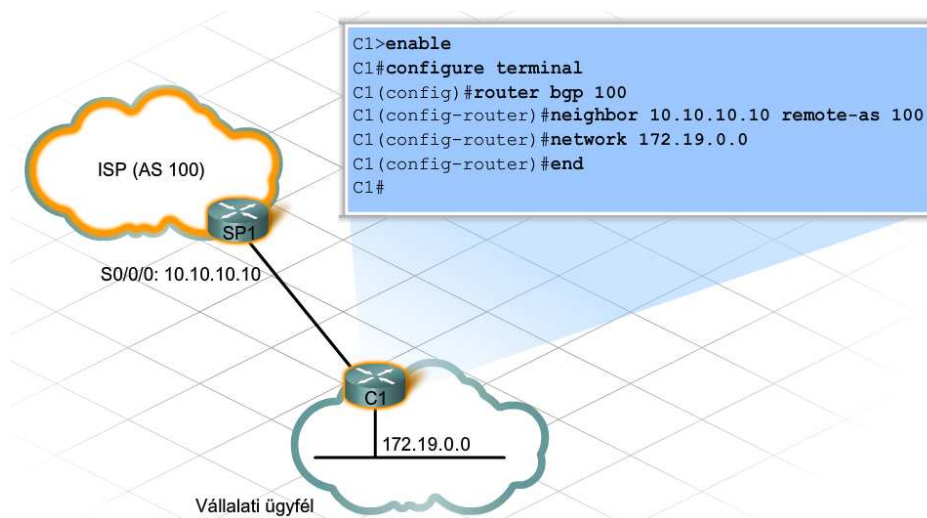 C1>enable
C1#configure terminal
C1(config)#router bgp 100
C1(config-router)#neighbor 10.10.10.10 remote-as 100
C1(config-router)#network 172.19.0.0
C1(config-router)#end
C1#
ISP (AS 100)
SP1
S0/0/0: 10.10.10.10
C1
172.19.0.0
Vállalati ügyfél